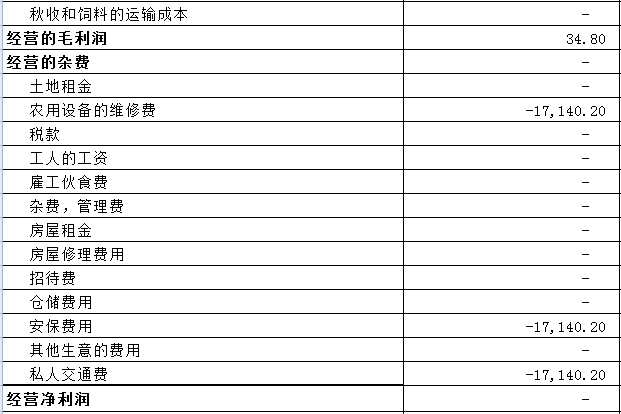 秋收和饲料的运输成本 -
经营的毛利润 34.80
经营的杂费 -
土地租金 -
农用设备的维修费 -17,140.20
税款 -
工人的工资 -
雇工伙食费 -
杂费，管理费 -
房屋租金 -
房屋修理费用 -
招待费 -
仓储费用 -
安保费用 -17,140.20
其他生意的费用 -
私人交通费 -17,140.20
经营净利润 -